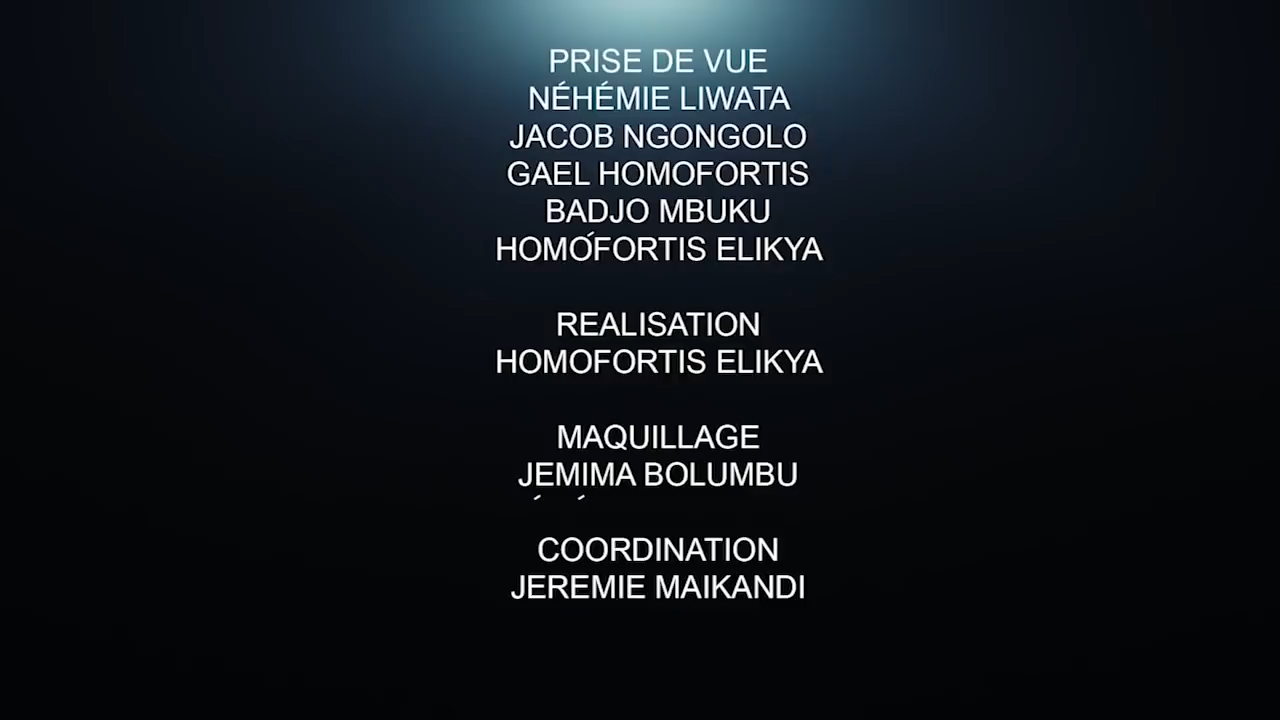 PRISE DE VUE
NÉHÉMIE LIWATA
JACOB NGONGOLO
GAEL HOMOFORTIS
BADJO MBUKU
HOMOFORTIS ELIKYA
REALISATION
HOMOFORTIS ELIKYA
MAQUILLAGE
JEMIMA BOLUMBU
COORDINATION
JEREMIE MAIKANDI